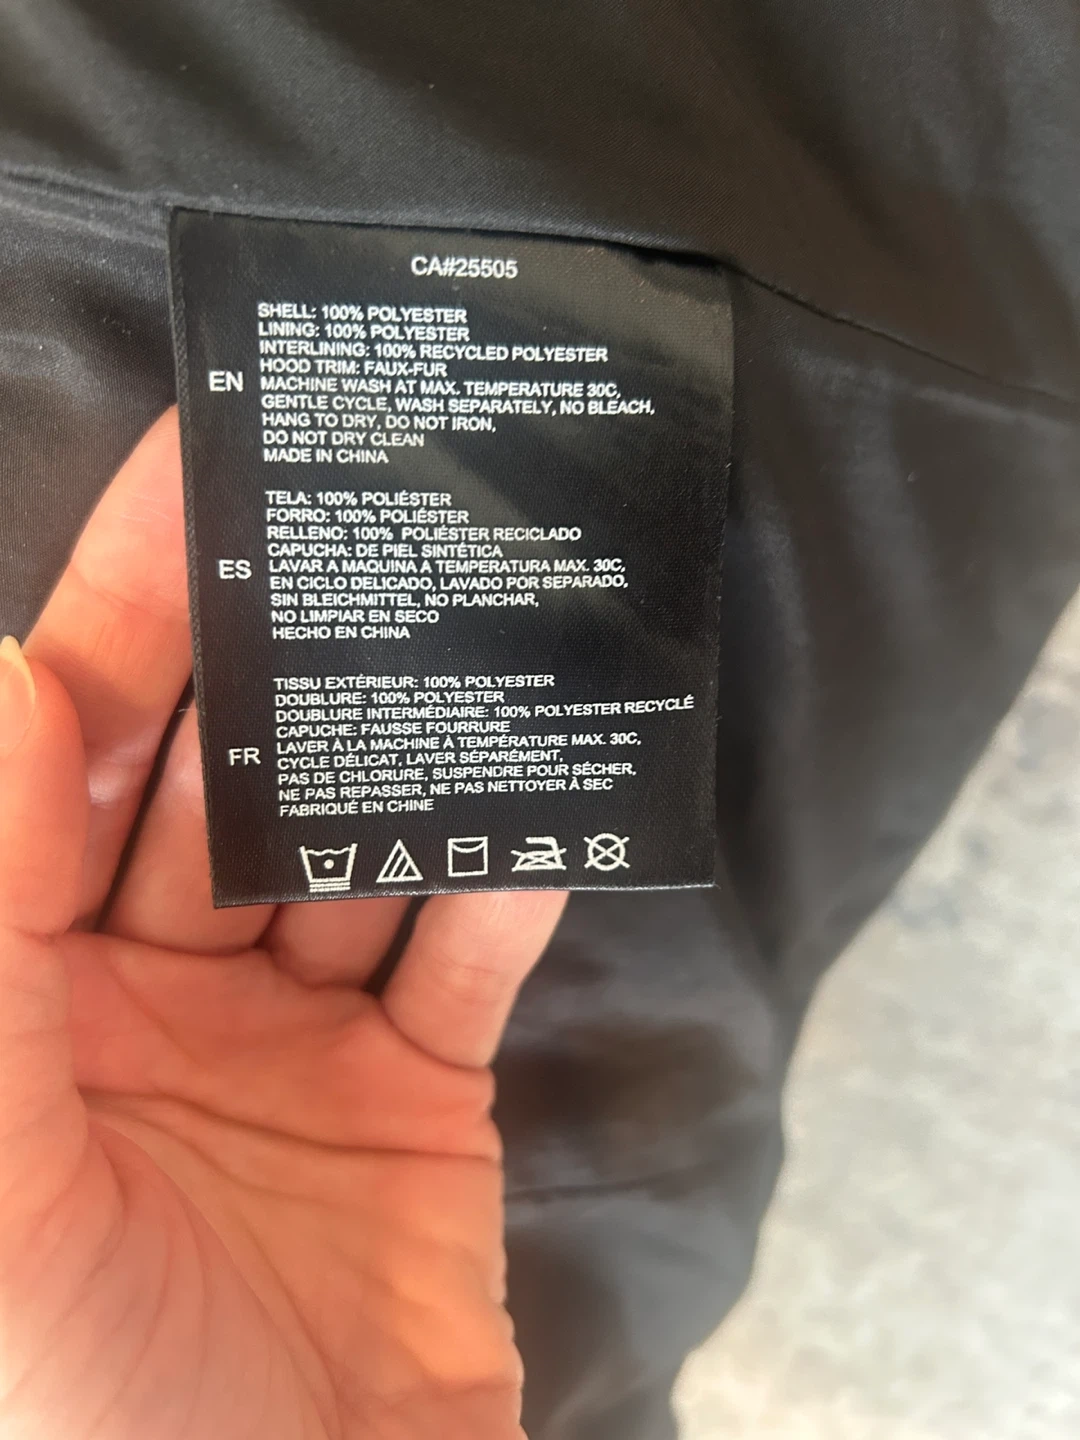 CA#25505
SHELL: 100% POLYESTER
LINING: 100% POLYESTER
INTERLINING: 100% RECYCLED POLYESTER
HOOD TRIM: FAUX-FUR
EN
MACHINE WASH AT MAX. TEMPERATURE 30C,
GENTLE CYCLE, WASH SEPARATELY, NO BLEACH,
HANG TO DRY, DO NOT IRON,
DO NOT DRY CLEAN
MADE IN CHINA
TELA: 100% POLIÉSTER
FORRO: 100% POLIÉSTER
RELLENO: 100% POLIÉSTER RECICLADO
CAPUCHA: DE PIEL SINTÉTICA
ES
LAVAR A MAQUINA A TEMPERATURA MAX. 30C,
EN CICLO DELICADO, LAVADO POR SEPARADO,
SIN BLEICHMITTEL, NO PLANCHAR,
NO LIMPIAR EN SECO
HECHO EN CHINA
TISSU EXTÉRIEUR: 100% POLYESTER
DOUBLURE: 100% POLYESTER
DOUBLURE INTERMÉDIAIRE: 100% POLYESTER RECYCLÉ
CAPUCHE: FAUSSE FOURRURE
FR
LAVER À LA MACHINE À TEMPÉRATURE MAX. 30C,
CYCLE DÉLICAT, LAVER SÉPARÉMENT,
PAS DE CHLORURE, SUSPENDRE POUR SÉCHER,
NE PAS REPASSER, NE PAS NETTOYER À SEC
FABRIQUÉ EN CHINE